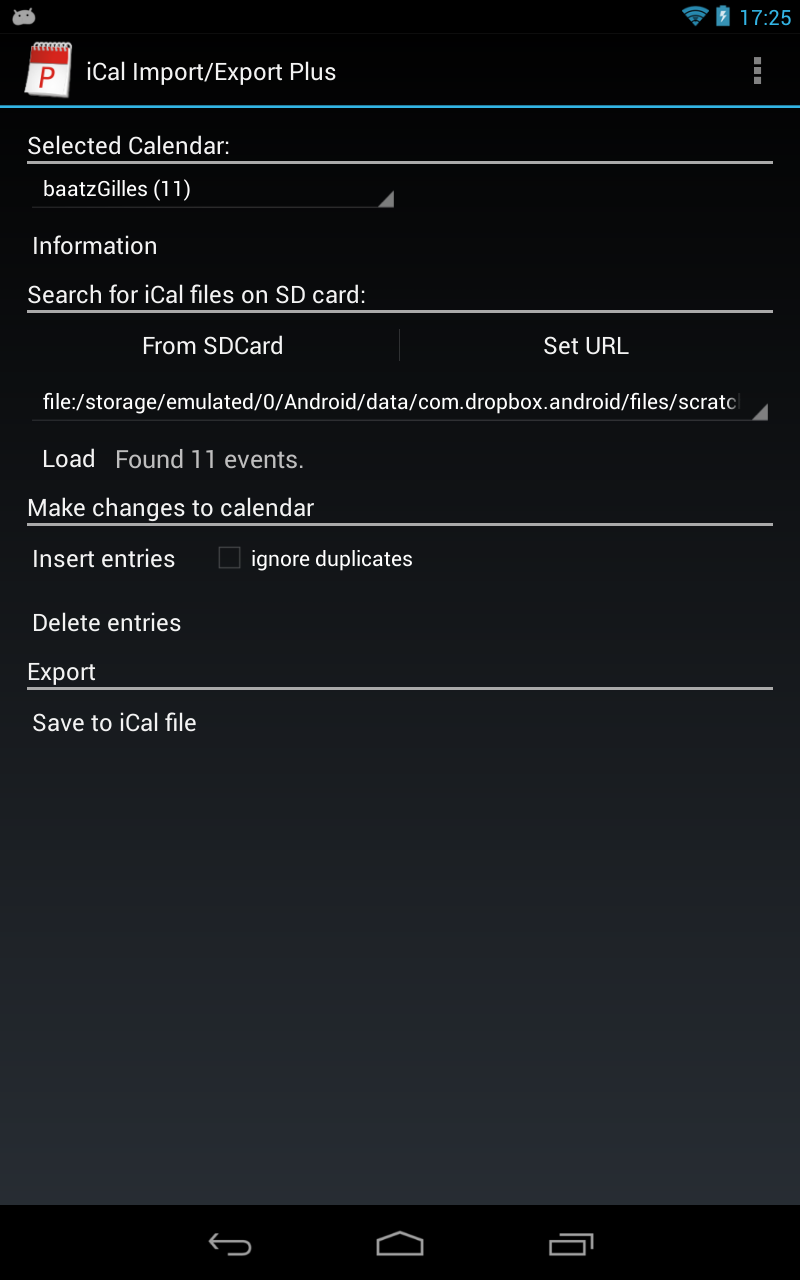 17:25
iCal Import/Export Plus
Selected Calendar:
baatzGilles (11)
Information
Search for iCal files on SD card:
From SDCard Set URL
file:/storage/emulated/0/Android/data/com.dropbox.android/files/scratc
Load Found 11 events.
Make changes to calendar
Insert entries ignore duplicates
Delete entries
Export
Save to iCal file